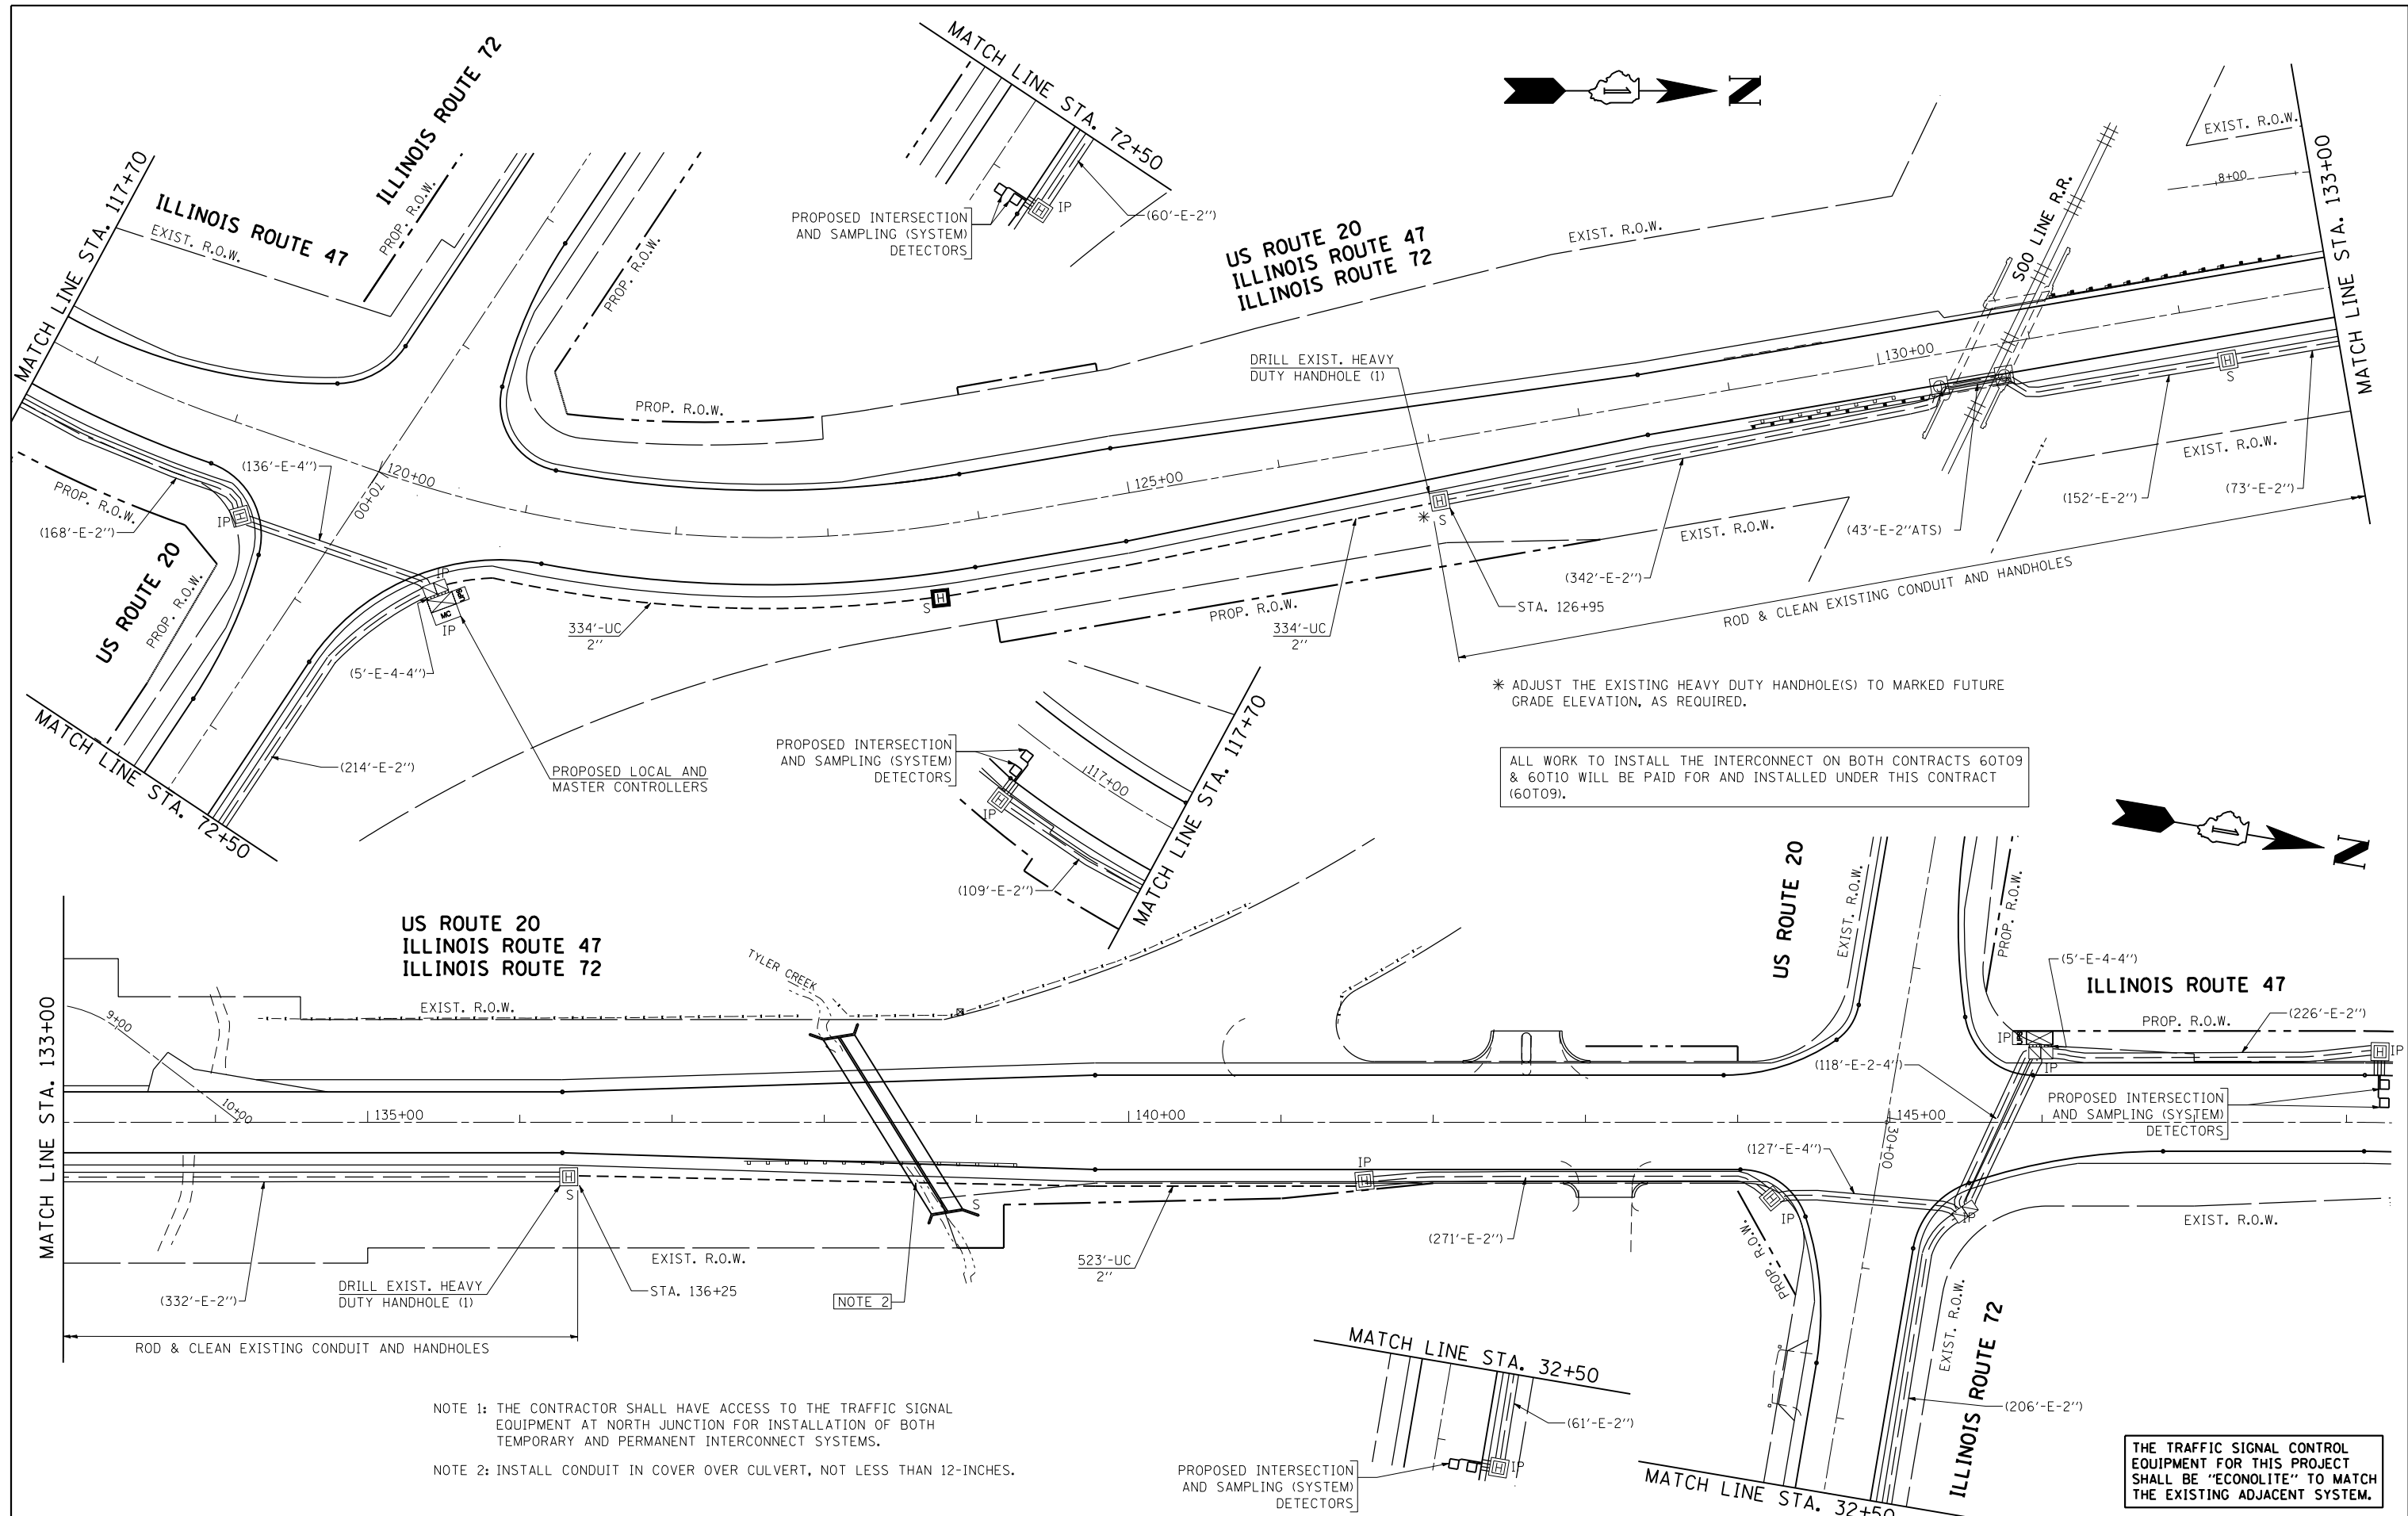 MATCH LINE STA. 117+70
ILLINOIS ROUTE 47
EXIST. R.O.W.
ILLINOIS ROUTE 72
PROP. R.O.W.
PROP. R.O.W.
PROP. R.O.W.
MATCH LINE STA. 72+50
PROPOSED INTERSECTION
AND SAMPLING (SYSTEM)
DETECTORS
H
IP
(60'-E-2'')
N
US ROUTE 20
ILLINOIS ROUTE 47
ILLINOIS ROUTE 72
EXIST. R.O.W.
EXIST. R.O.W.
8+00
SOO LINE R.R.
MATCH LINE STA. 133+00
DRILL EXIST. HEAVY
DUTY HANDHOLE (1)
130+00
H
S
EXIST. R.O.W.
(152'-E-2'')
(73'-E-2'')
(136'-E-4'')
120+00
70+00
125+00
PROP. R.O.W.
(168'-E-2'')
IP
H
US ROUTE 20
PROP. R.O.W.
IP
MC
IP
(5'-E-4-4'')
334'-UC
2''
S
H
H
✳ S
334'-UC
2''
STA. 126+95
(342'-E-2'')
EXIST. R.O.W.
(43'-E-2''ATS)
PROP. R.O.W.
ROD & CLEAN EXISTING CONDUIT AND HANDHOLES
MATCH LINE STA. 72+50
(214'-E-2'')
PROPOSED LOCAL AND
MASTER CONTROLLERS
PROPOSED INTERSECTION
AND SAMPLING (SYSTEM)
DETECTORS
H
IP
117+00
(109'-E-2'')
MATCH LINE STA. 117+70
✳ ADJUST THE EXISTING HEAVY DUTY HANDHOLE(S) TO MARKED FUTURE
GRADE ELEVATION, AS REQUIRED.
ALL WORK TO INSTALL THE INTERCONNECT ON BOTH CONTRACTS 60T09
& 60T10 WILL BE PAID FOR AND INSTALLED UNDER THIS CONTRACT
(60T09).
N
MATCH LINE STA. 133+00
US ROUTE 20
ILLINOIS ROUTE 47
ILLINOIS ROUTE 72
EXIST. R.O.W.
TYLER CREEK
9+00
10+00
135+00
140+00
145+00
30+00
US ROUTE 20
EXIST. R.O.W.
PROP. R.O.W.
(5'-E-4-4'')
ILLINOIS ROUTE 47
PROP. R.O.W.
(226'-E-2'')
IP
IP
H
IP
(118'-E-2-4'')
PROPOSED INTERSECTION
AND SAMPLING (SYSTEM)
DETECTORS
(127'-E-4'')
IP
H
H
IP
IP
PROP. R.O.W.
(271'-E-2'')
EXIST. R.O.W.
H
S
S
(332'-E-2'')
DRILL EXIST. HEAVY
DUTY HANDHOLE (1)
STA. 136+25
EXIST. R.O.W.
NOTE 2
523'-UC
2''
ROD & CLEAN EXISTING CONDUIT AND HANDHOLES
EXIST. R.O.W.
ILLINOIS ROUTE 72
(206'-E-2'')
MATCH LINE STA. 32+50
(61'-E-2'')
H
IP
PROPOSED INTERSECTION
AND SAMPLING (SYSTEM)
DETECTORS
MATCH LINE STA. 32+50
NOTE 1: THE CONTRACTOR SHALL HAVE ACCESS TO THE TRAFFIC SIGNAL
EQUIPMENT AT NORTH JUNCTION FOR INSTALLATION OF BOTH
TEMPORARY AND PERMANENT INTERCONNECT SYSTEMS.
NOTE 2: INSTALL CONDUIT IN COVER OVER CULVERT, NOT LESS THAN 12-INCHES.
THE TRAFFIC SIGNAL CONTROL
EQUIPMENT FOR THIS PROJECT
SHALL BE "ECONOLITE" TO MATCH
THE EXISTING ADJACENT SYSTEM.